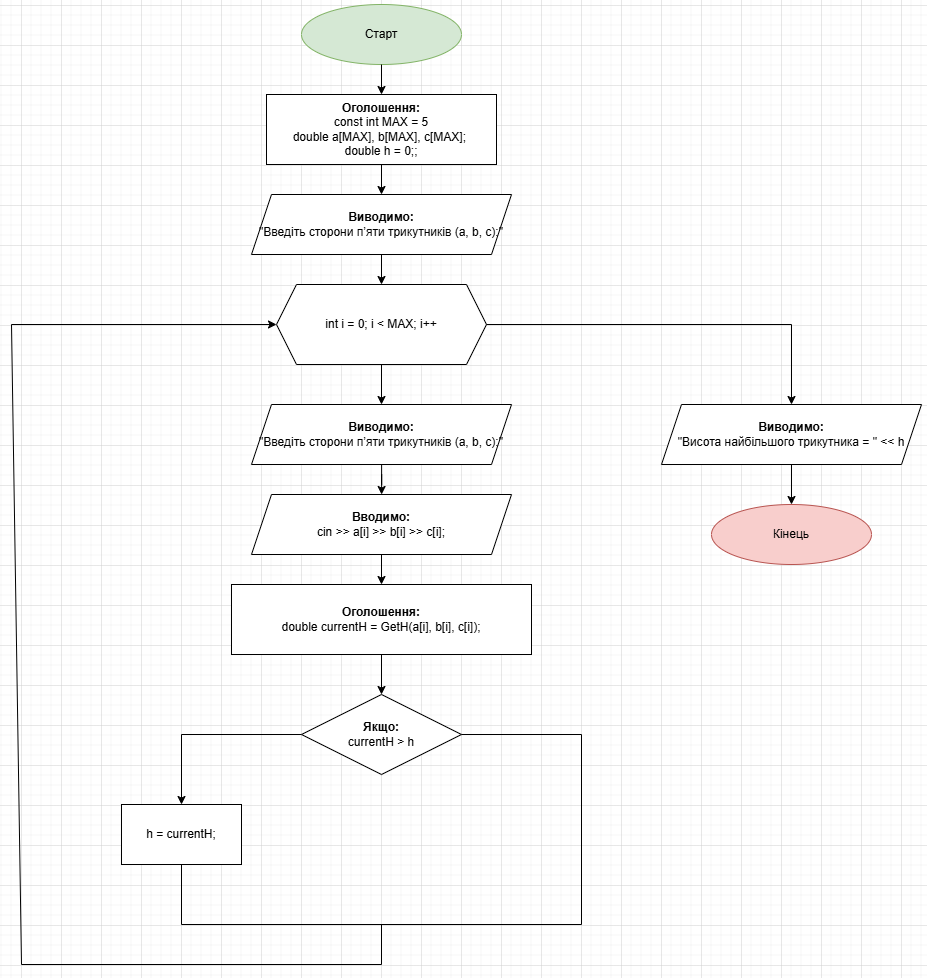 Старт
Оголошення:
const int MAX = 5
double a[MAX], b[MAX], c[MAX];
double h = 0;;
Виводимо:
"Введіть сторони п'яти трикутників (a, b, c):"
int i = 0; i < MAX; i++
Виводимо:
"Введіть сторони п'яти трикутників (a, b, c):"
Виводимо:
"Висота найбільшого трикутника = " << h
Вводимо:
cin >> a[i] >> b[i] >> c[i];
Кінець
Оголошення:
double currentH = GetH(a[i], b[i], c[i]);
Якщо:
currentH > h
h = currentH;